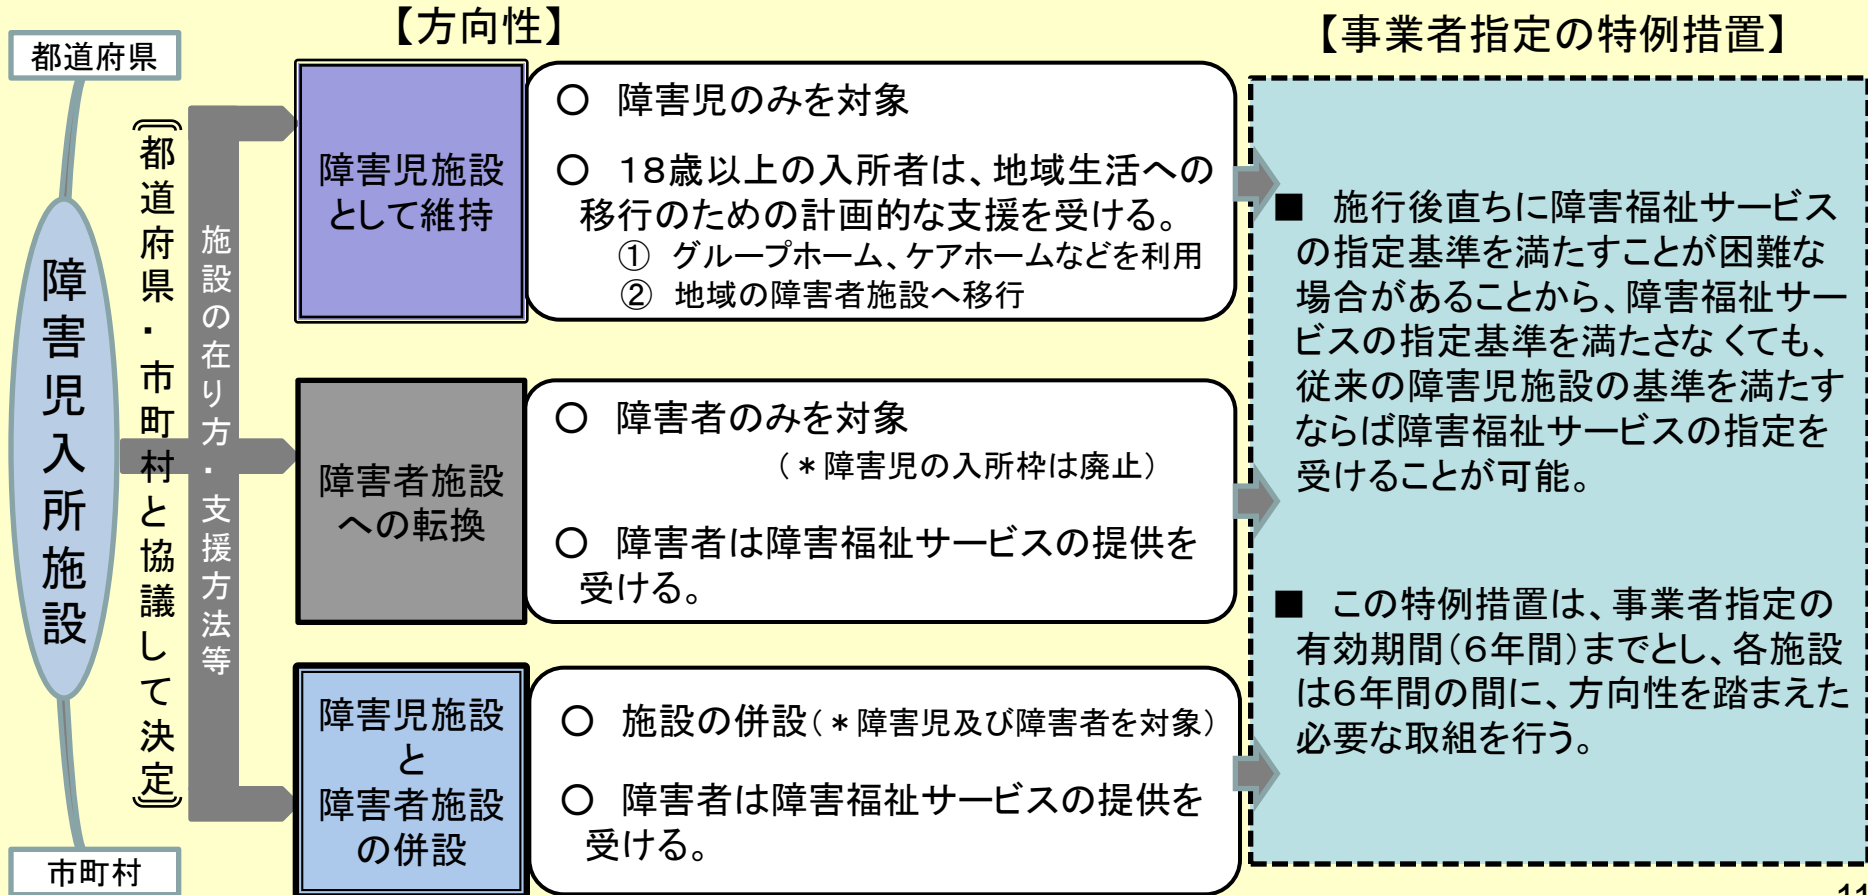 【方向性】
【事業者指定の特例措置】
都道府県
障害児入所施設
市町村
〔都道府県・市町村と協議して決定〕
施設の在り方・支援方法等
障害児施設
として維持
○　障害児のみを対象
○　18歳以上の入所者は、地域生活への
移行のための計画的な支援を受ける。
①　グループホーム、ケアホームなどを利用
②　地域の障害者施設へ移行
障害者施設
への転換
○　障害者のみを対象
（＊障害児の入所枠は廃止）
○　障害者は障害福祉サービスの提供を
受ける。
障害児施設
と
障害者施設
の併設
○　施設の併設（＊障害児及び障害者を対象）
○　障害者は障害福祉サービスの提供を
受ける。
■　施行後直ちに障害福祉サービス
の指定基準を満たすことが困難な
場合があることから、障害福祉サー
ビスの指定基準を満たさなくても、
従来の障害児施設の基準を満たす
ならば障害福祉サービスの指定を
受けることが可能。
■　この特例措置は、事業者指定の
有効期間（6年間）までとし、各施設
は6年間の間に、方向性を踏まえた
必要な取組を行う。
11